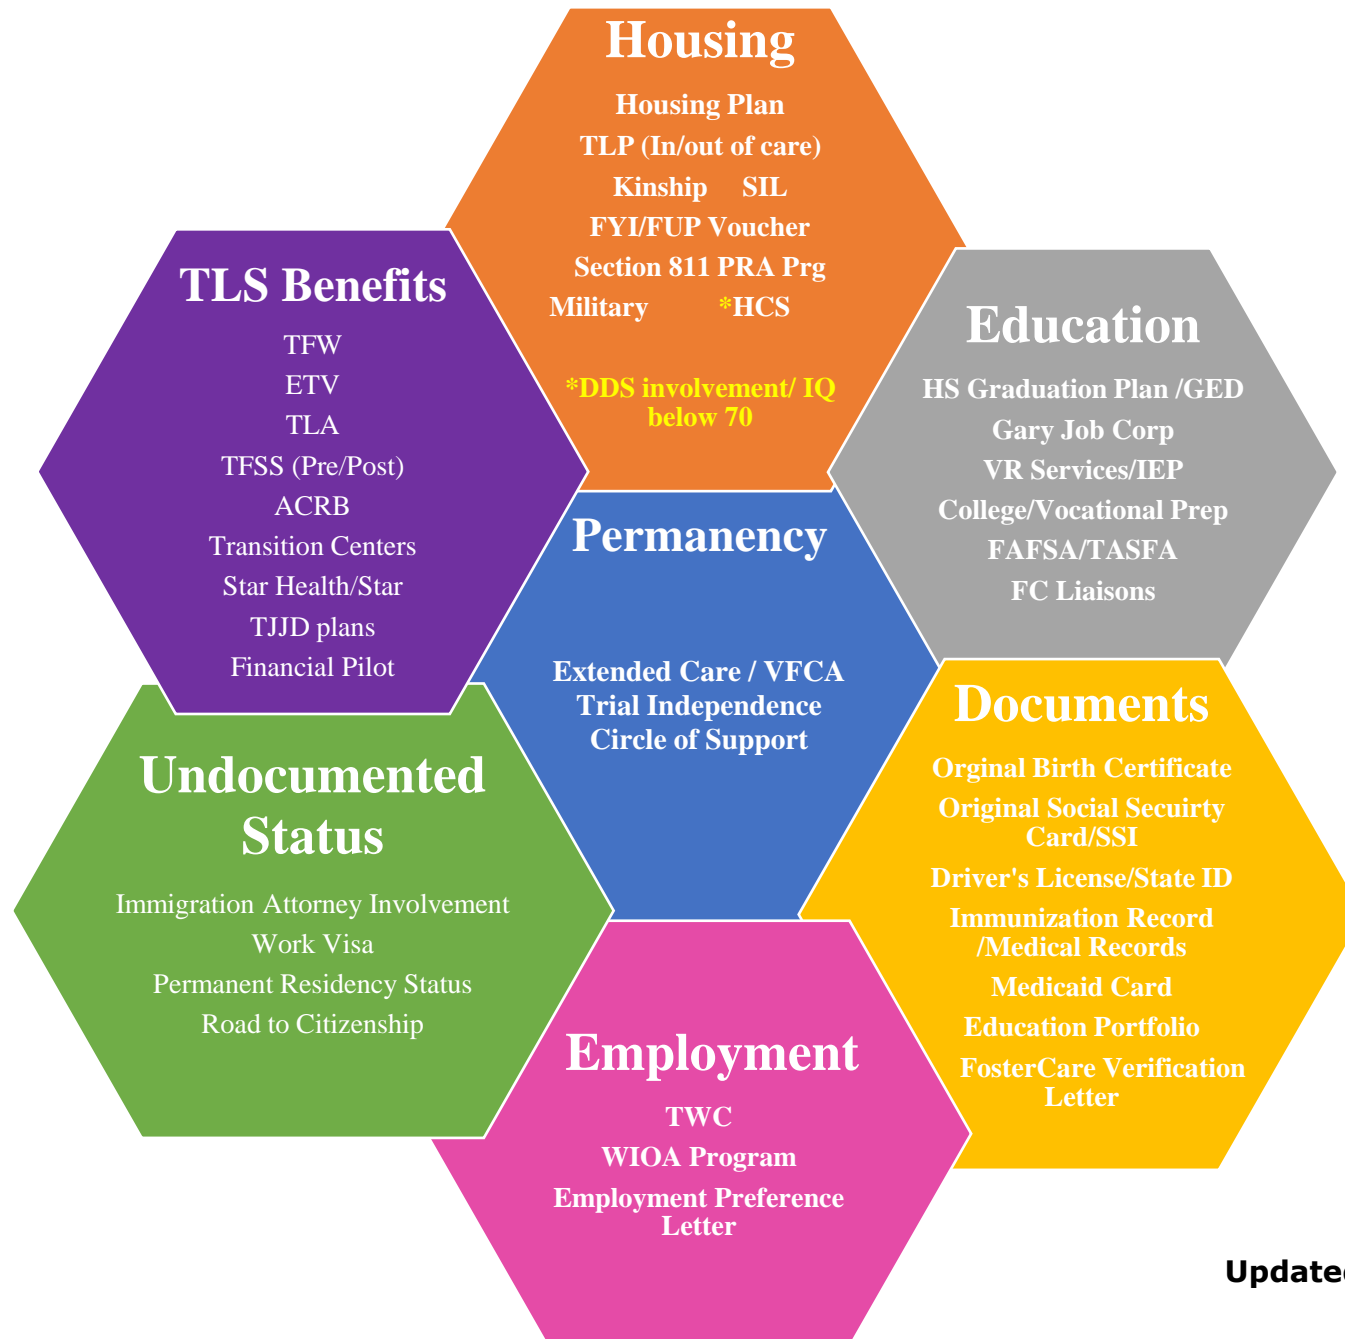 Housing
Housing Plan
TLP (In/out of care)
Kinship SIL
FYI/FUP Voucher
Section 811 PRA Prg
Military *HCS
*DDS involvement/ IQ
below 70
TLS Benefits
TFW
ETV
TLA
TFSS (Pre/Post)
ACRB
Transition Centers
Star Health/Star
TJJD plans
Financial Pilot
Education
HS Graduation Plan /GED
Gary Job Corp
VR Services/IEP
College/Vocational Prep
FAFSA/TASFA
FC Liaisons
Permanency
Extended Care / VFCA
Trial Independence
Circle of Support
Documents
Orginal Birth Certificate
Original Social Secuirty
Card/SSI
Driver's License/State ID
Immunization Record
/Medical Records
Medicaid Card
Education Portfolio
FosterCare Verification
Letter
Undocumented
Status
Immigration Attorney Involvement
Work Visa
Permanent Residency Status
Road to Citizenship
Employment
TWC
WIOA Program
Employment Preference
Letter
Updated